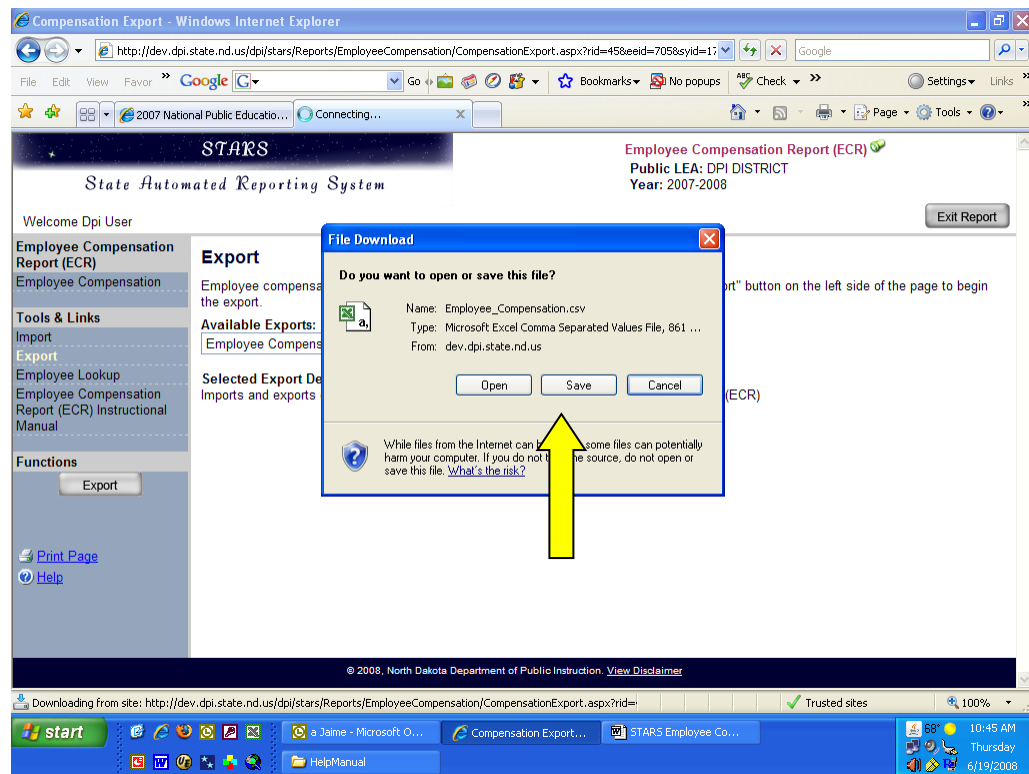 Compensation Export - Windows Internet Explorer
http://dev.dpi.state.nd.us/dpi/stars/Reports/EmployeeCompensation/CompensationExport.aspx?rid=45&eeid=705&syid=17
Google
File Edit View Favor » Google G Go Bookmarks No popups Check » Settings Links »
2007 National Public Educatio... Connecting... x Page Tools »
STARS
State Automated Reporting System
Employee Compensation Report (ECR)
Public LEA: DPI DISTRICT
Year: 2007-2008
Welcome Dpi User
Exit Report
Employee Compensation
Report (ECR)
Employee Compensation
Tools & Links
Import
Export
Employee Lookup
Employee Compensation
Report (ECR) Instructional
Manual
Functions
Export
Print Page
Help
Export
Employee compensa
rt" button on the left side of the page to begin
the export.
Available Exports:
Employee Compens
Selected Export De
Imports and exports
(ECR)
File Download
Do you want to open or save this file?
Name: Employee_Compensation.csv
Type: Microsoft Excel Comma Separated Values File, 861 ...
From: dev.dpi.state.nd.us
Open Save Cancel
While files from the Internet can b some files can potentially
harm your computer. If you do not t e source, do not open or
save this file. What's the risk?
© 2008, North Dakota Department of Public Instruction. View Disclaimer
Downloading from site: http://dev.dpi.state.nd.us/dpi/stars/Reports/EmployeeCompensation/CompensationExport.aspx?rid= Trusted sites 100%
start
a Jaime - Microsoft O... Compensation Export... STARS Employee Co...
HelpManual
68° 10:45 AM
Thursday
6/19/2008